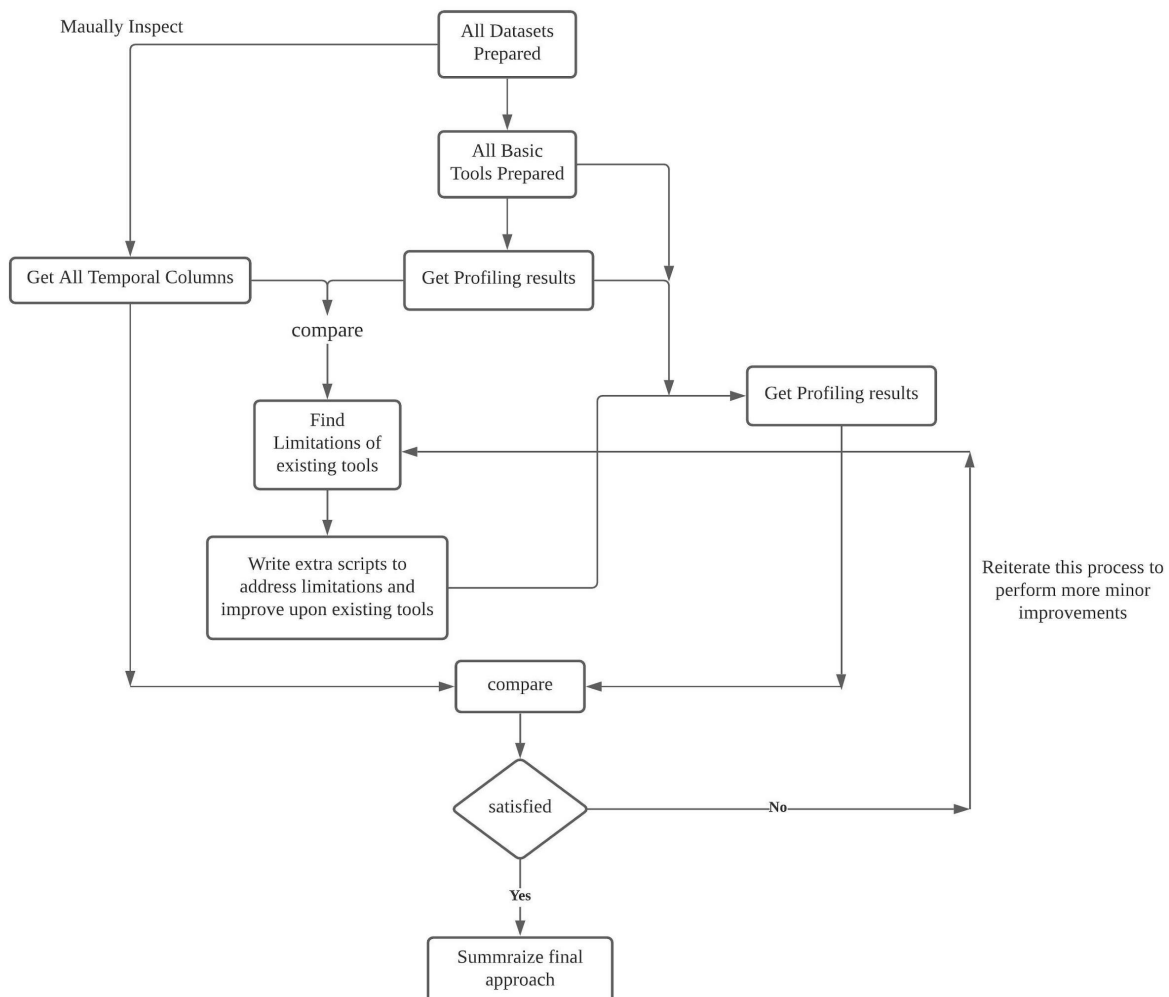 Maually Inspect
All Datasets
Prepared
All Basic
Tools Prepared
Get All Temporal Columns
Get Profiling results
compare
Get Profiling results
Find
Limitations of
existing tools
Write extra scripts to
address limitations and
improve upon existing tools
Reiterate this process to
perform more minor
improvements
compare
satisfied
No
Yes
Summraize final
approach